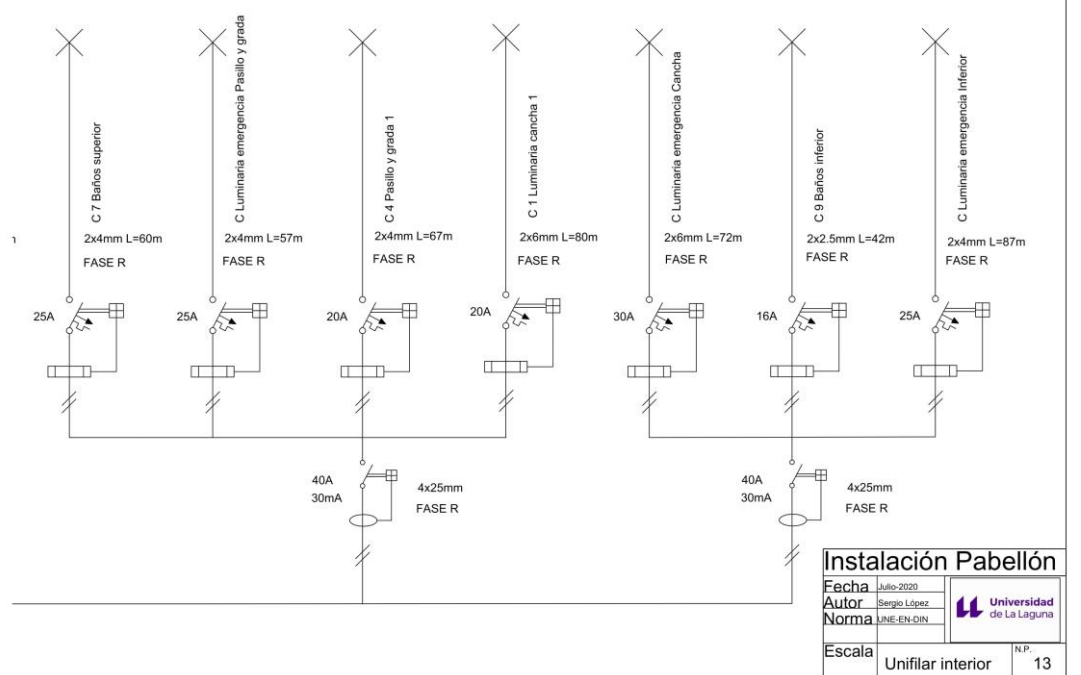 C 7 Baños superior
2x4mm L=60m
FASE R
25A
C Luminaria emergencia Pasillo y grada
2x4mm L=57m
FASE R
25A
C 4 Pasillo y grada 1
2x4mm L=67m
FASE R
20A
C 1 Luminaria cancha 1
2x6mm L=80m
20A
C Luminaria emergencia Cancha
2x6mm L=72m
FASE R
30A
C 9 Baños inferior
2x2.5mm L=42m
FASE R
16A
C Luminaria emergencia Inferior
2x4mm L=87m
FASE R
25A
40A
30mA
4x25mm
FASE R
40A
30mA
4x25mm
FASE R
Instalación Pabellón
Fecha Julio-2020
Autor Sergio López
Norma UNE-EN-DIN
Universidad
de La Laguna
Escala
Unifilar interior
N.P.
13